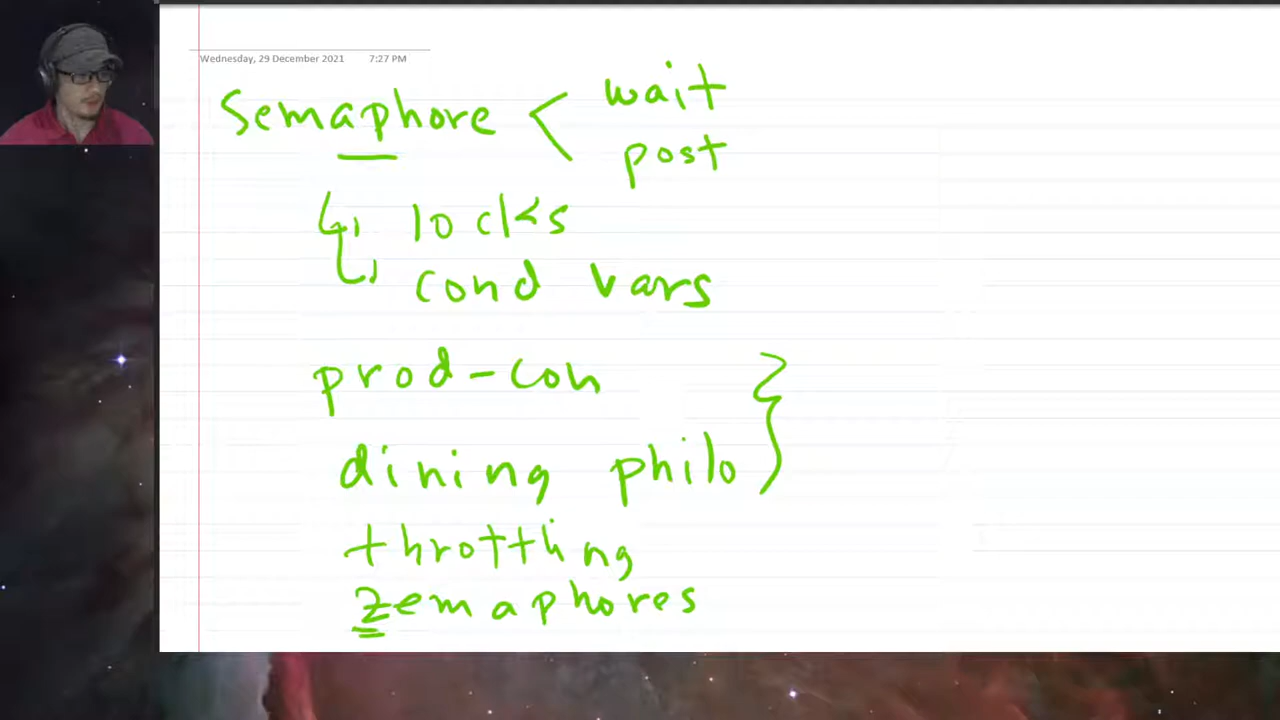 Wednesday, 29 December 2021 7:27 PM
Semaphore < wait
post
locks
cond vars
prod-con
dining philo
throttling
zemaphores